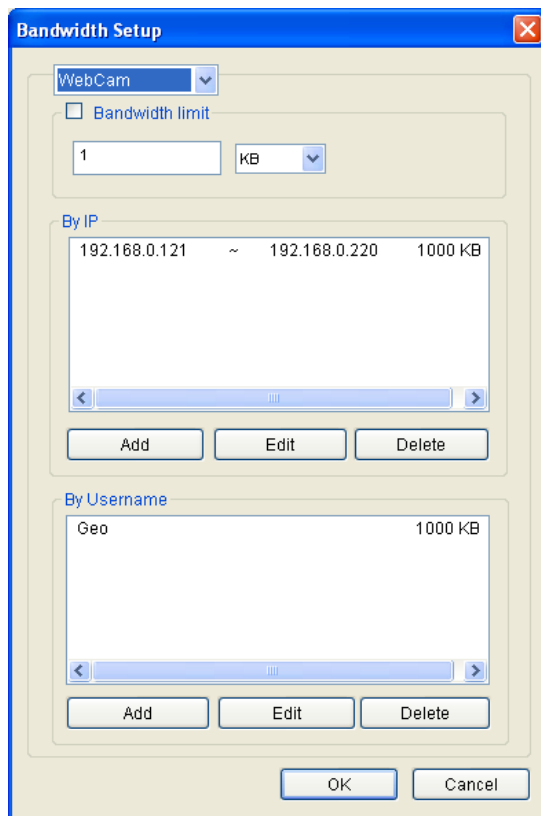 Bandwidth Setup
WebCam
Bandwidth limit
1 KB
By IP
192.168.0.121 ~ 192.168.0.220 1000 KB
Add Edit Delete
By Username
Geo 1000 KB
Add Edit Delete
OK Cancel